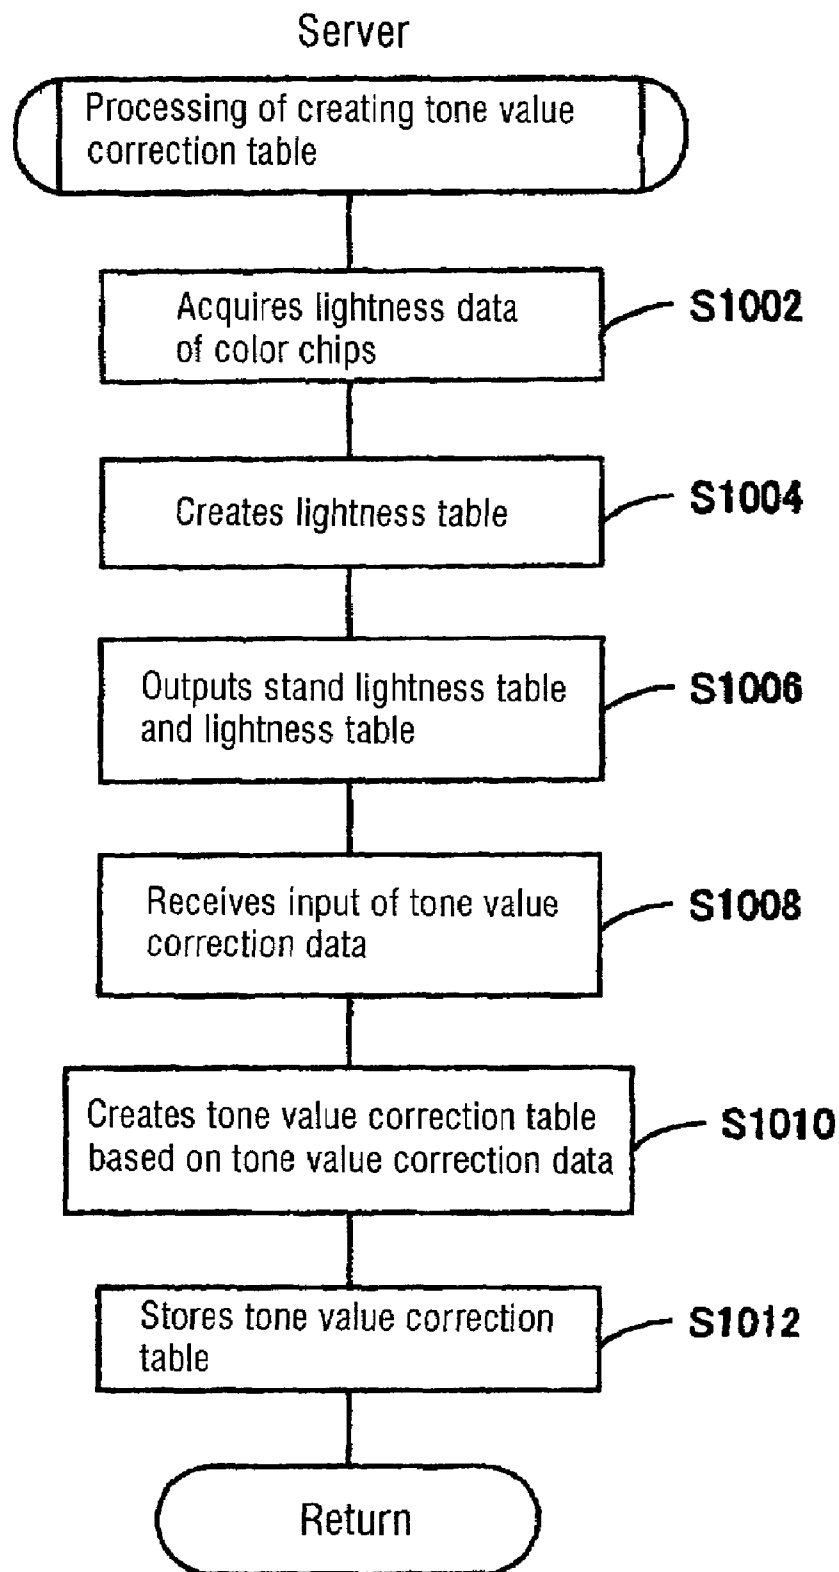 Server
Processing of creating tone value
correction table
Acquires lightness data
of color chips
S1002
Creates lightness table
S1004
Outputs stand lightness table
and lightness table
S1006
Receives input of tone value
correction data
S1008
Creates tone value correction table
based on tone value correction data
S1010
Stores tone value correction
table
S1012
Return